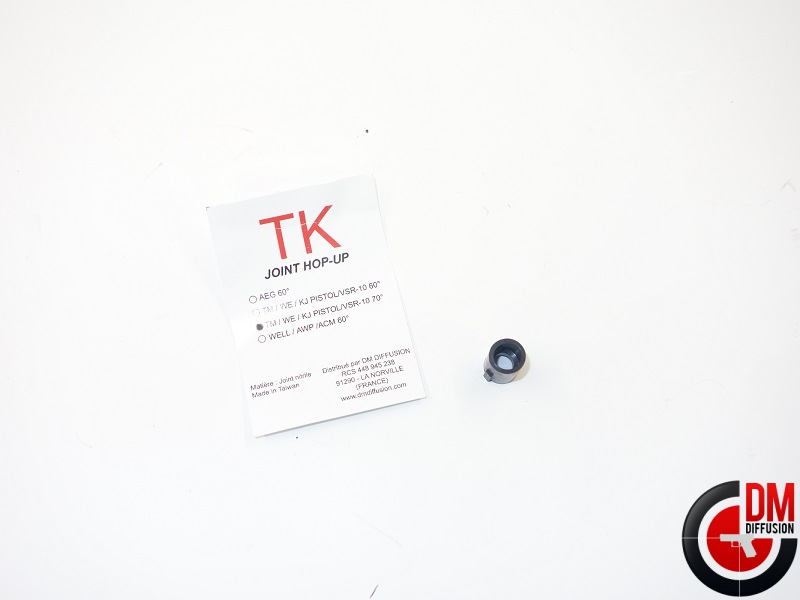 TK
JOINT HOP-UP
AEG 60°
TM / WE / KJ PISTOL/VSR-10 60°
TM / WE / KJ PISTOL/VSR-10 70°
WELL / AWP /ACM 60°
Matière : Joint nitrile
Made in Taiwan
Distribué par DM DIFFUSION
RCS 448 945 238
91290 - LA NORVILLE
(FRANCE)
www.dmdiffusion.com
DM
DIFFUSION